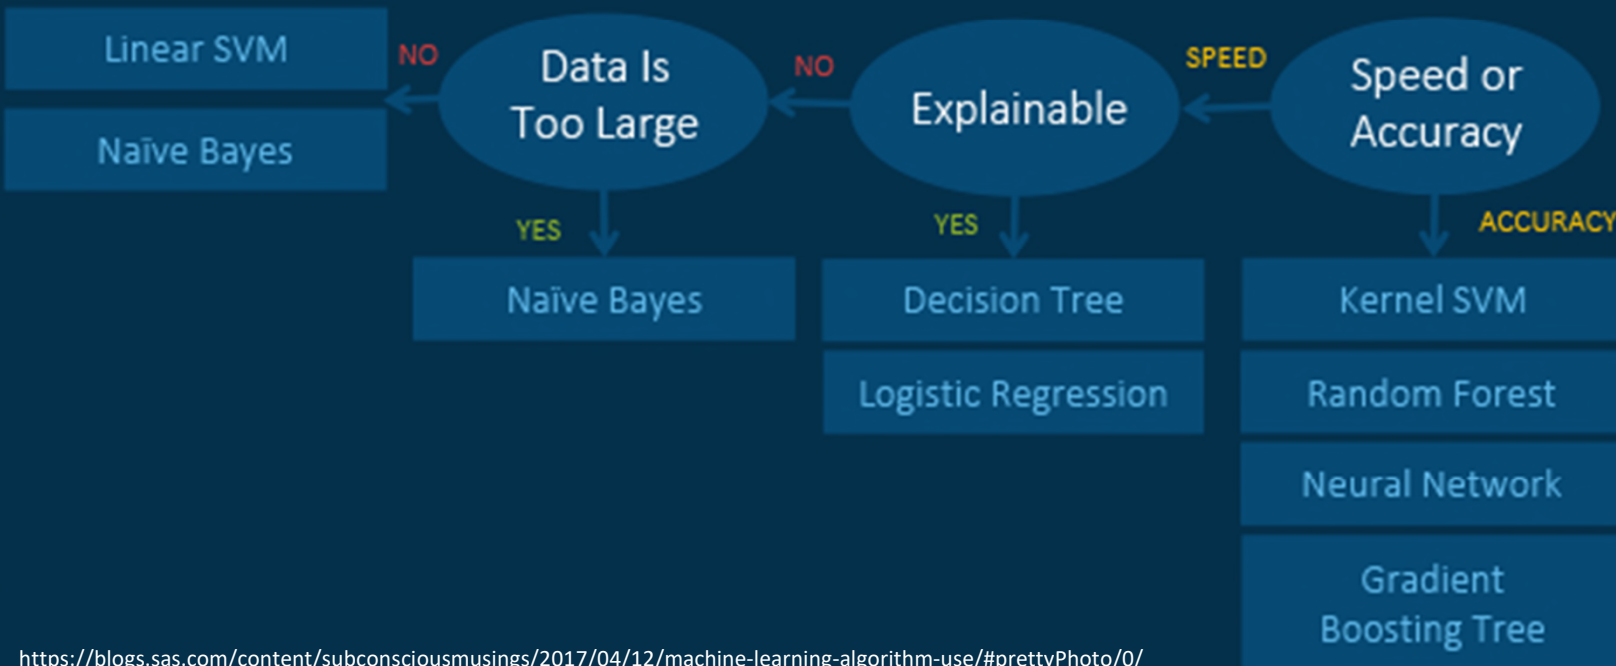 Linear SVM
Naīve Bayes
NO
Data Is
Too Large
NO
Explainable
SPEED
Speed or
Accuracy
YES
YES
ACCURACY
Naïve Bayes
Decision Tree
Logistic Regression
Kernel SVM
Random Forest
Neural Network
Gradient
Boosting Tree
https://blogs.sas.com/content/subconsciousmusings/2017/04/12/machine-learning-algorithm-use/#prettyPhoto/0/